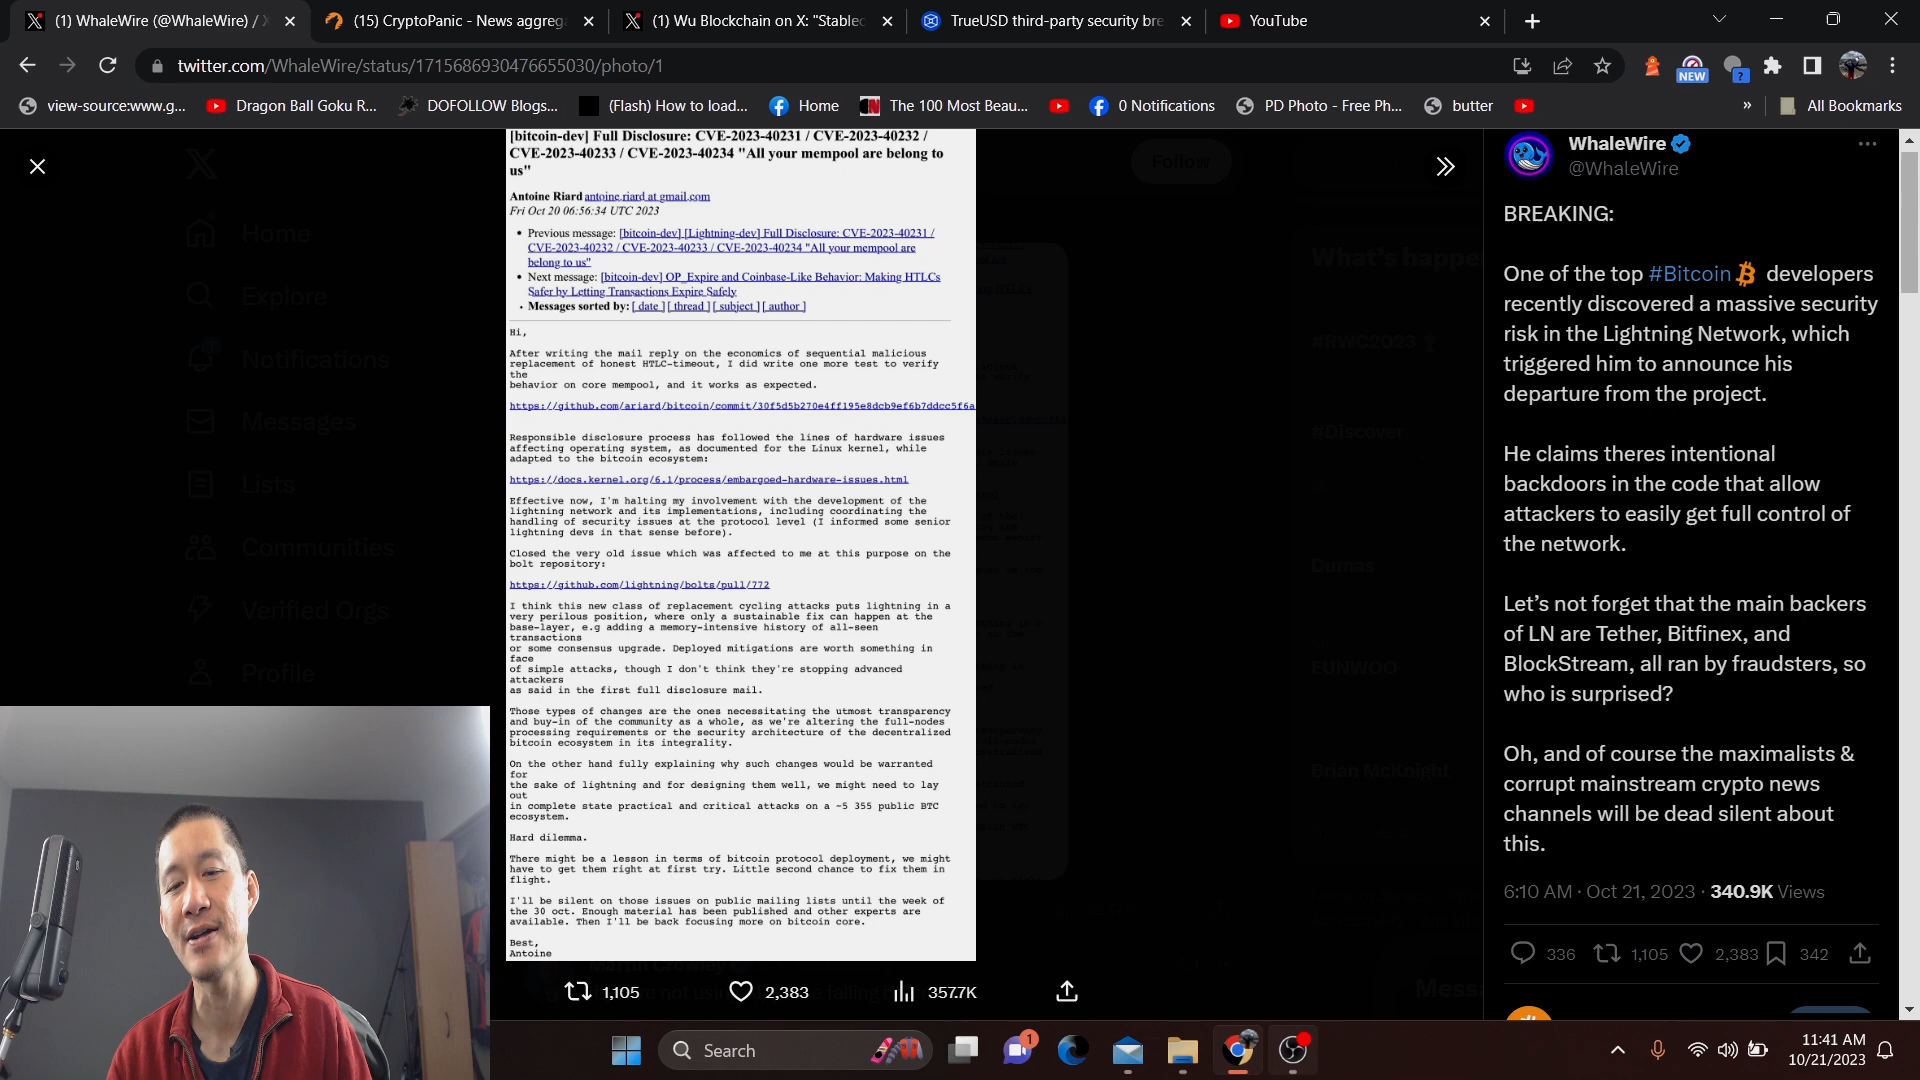 (1) WhaleWire (@WhaleWire) / X
(15) CryptoPanic - News aggrega
(1) Wu Blockchain on X: "Stablec
TrueUSD third-party security bre
YouTube
twitter.com/WhaleWire/status/1715686930476655030/photo/1
NEW
?
view-source:www.g...
Dragon Ball Goku R...
DOFOLLOW Blogs...
(Flash) How to load...
Home
The 100 Most Beau...
0 Notifications
PD Photo - Free Ph...
butter
»
All Bookmarks
[bitcoin-dev] Full Disclosure: CVE-2023-40231 / CVE-2023-40232 /
CVE-2023-40233 / CVE-2023-40234 "All your mempool are belong to
us"
Antoine Riard antoine.riard at gmail.com
Fri Oct 20 06:56:34 UTC 2023
• Previous message: [bitcoin-dev] [Lightning-dev] Full Disclosure: CVE-2023-40231 /
CVE-2023-40232 / CVE-2023-40233 / CVE-2023-40234 "All your mempool are
belong to us"
• Next message: [bitcoin-dev] OP_Expire and Coinbase-Like Behavior: Making HTLCs
Safer by Letting Transactions Expire Safely
• Messages sorted by: [ date ] [ thread ] [ subject ] [ author ]
Hi,
After writing the mail reply on the economics of sequential malicious
replacement of honest HTLC-timeout, I did write one more test to verify
the
behavior on core mempool, and it works as expected.
https://github.com/ariard/bitcoin/commit/30f5d5b270e4ff195e8dcb9ef6b7ddcc5f6a
Responsible disclosure process has followed the lines of hardware issues
affecting operating system, as documented for the Linux kernel, while
adapted to the bitcoin ecosystem:
https://docs.kernel.org/6.1/process/embargoed-hardware-issues.html
Effective now, I'm halting my involvement with the development of the
lightning network and its implementations, including coordinating the
handling of security issues at the protocol level (I informed some senior
lightning devs in that sense before).
Closed the very old issue which was affected to me at this purpose on the
bolt repository:
https://github.com/lightning/bolts/pull/772
I think this new class of replacement cycling attacks puts lightning in a
very perilous position, where only a sustainable fix can happen at the
base-layer, e.g adding a memory-intensive history of all-seen
transactions
or some consensus upgrade. Deployed mitigations are worth something in
face
of simple attacks, though I don't think they're stopping advanced
attackers
as said in the first full disclosure mail.
Those types of changes are the ones necessitating the utmost transparency
and buy-in of the community as a whole, as we're altering the full-nodes
processing requirements or the security architecture of the decentralized
bitcoin ecosystem in its integrality.
On the other hand fully explaining why such changes would be warranted
for
the sake of lightning and for designing them well, we might need to lay
out
in complete state practical and critical attacks on a ~5 355 public BTC
ecosystem.
Hard dilemma.
There might be a lesson in terms of bitcoin protocol deployment, we might
have to get them right at first try. Little second chance to fix them in
flight.
I'll be silent on those issues on public mailing lists until the week of
the 30 oct. Enough material has been published and other experts are
available. Then I'll be back focusing more on bitcoin core.
Best,
Antoine
1,105
2,383
357.7K
Home
Explore
Notifications
Messages
Lists
Communities
Verified Orgs
Profile
Follow
What's happe
#RWC2023
#Discover
Dumas
EUNWOO
Brian McKnight
Messa
WhaleWire
@WhaleWire
BREAKING:
One of the top #Bitcoin developers
recently discovered a massive security
risk in the Lightning Network, which
triggered him to announce his
departure from the project.
He claims theres intentional
backdoors in the code that allow
attackers to easily get full control of
the network.
Let's not forget that the main backers
of LN are Tether, Bitfinex, and
BlockStream, all ran by fraudsters, so
who is surprised?
Oh, and of course the maximalists &
corrupt mainstream crypto news
channels will be dead silent about
this.
6:10 AM · Oct 21, 2023 · 340.9K Views
336
1,105
2,383
342
Search
1
11:41 AM
10/21/2023